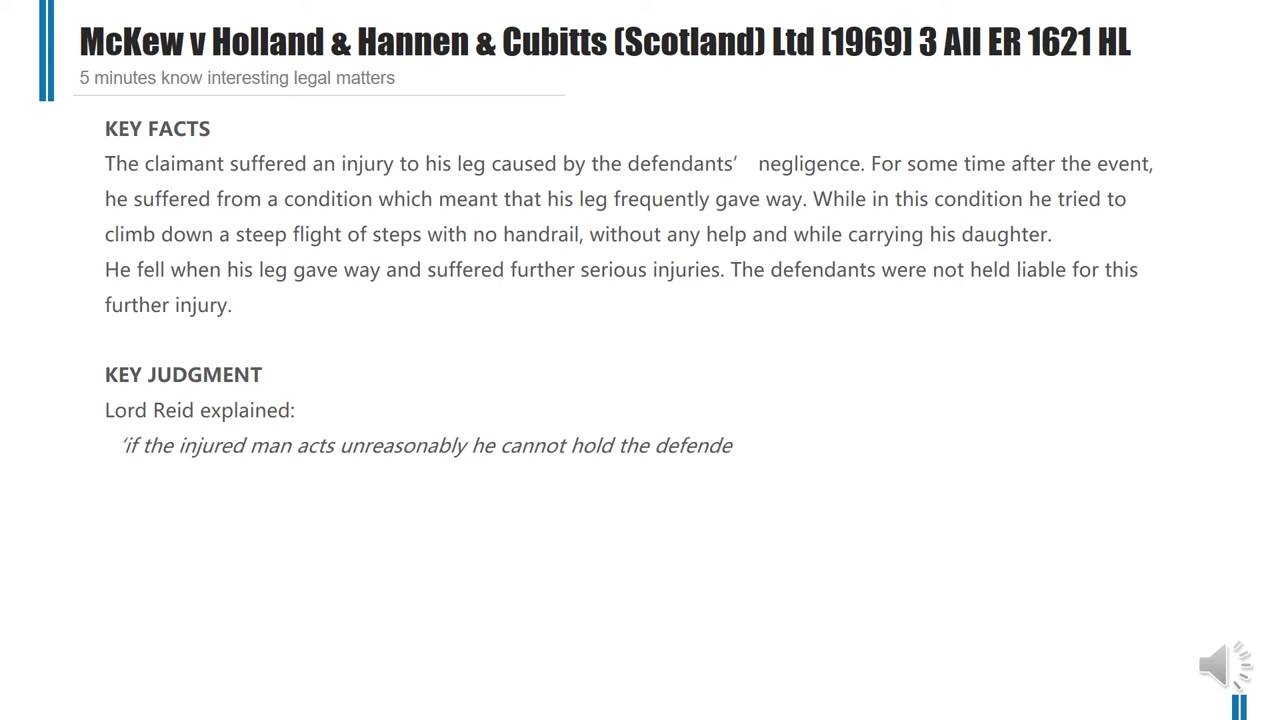 McKew v Holland & Hannen & Cubitts (Scotland) Ltd [1969] 3 All ER 1621 HL
5 minutes know interesting legal matters
KEY FACTS
The claimant suffered an injury to his leg caused by the defendants’ negligence. For some time after the event,
he suffered from a condition which meant that his leg frequently gave way. While in this condition he tried to
climb down a steep flight of steps with no handrail, without any help and while carrying his daughter.
He fell when his leg gave way and suffered further serious injuries. The defendants were not held liable for this
further injury.
KEY JUDGMENT
Lord Reid explained:
‘if the injured man acts unreasonably he cannot hold the defende